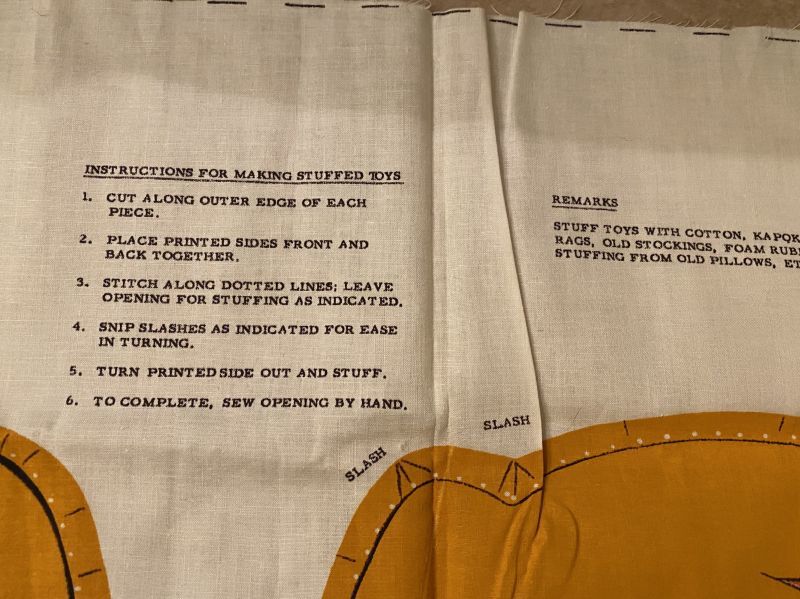 INSTRUCTIONS FOR MAKING STUFFED TOYS
1. CUT ALONG OUTER EDGE OF EACH
PIECE.
2. PLACE PRINTED SIDES FRONT AND
BACK TOGETHER.
3. STITCH ALONG DOTTED LINES; LEAVE
OPENING FOR STUFFING AS INDICATED.
4. SNIP SLASHES AS INDICATED FOR EASE
IN TURNING.
5. TURN PRINTED SIDE OUT AND STUFF.
6. TO COMPLETE, SEW OPENING BY HAND.
REMARKS
STUFF TOYS WITH COTTON, KAPOK
RAGS, OLD STOCKINGS, FOAM
STUFFING FROM OLD PILLOWS,
SLASH
SLASH